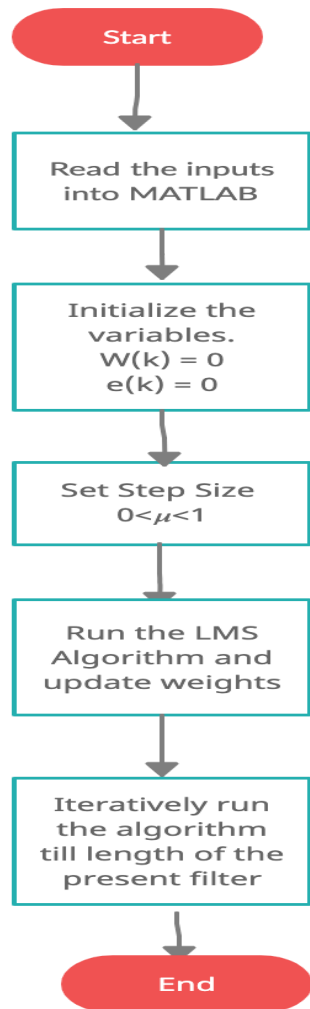 Start
Read the inputs
into MATLAB
Initialize the
variables.
W(k) = 0
e(k) = 0
Set Step Size
0<μ<1
Run the LMS
Algorithm and
update weights
Iteratively run
the algorithm
till length of the
present filter
End